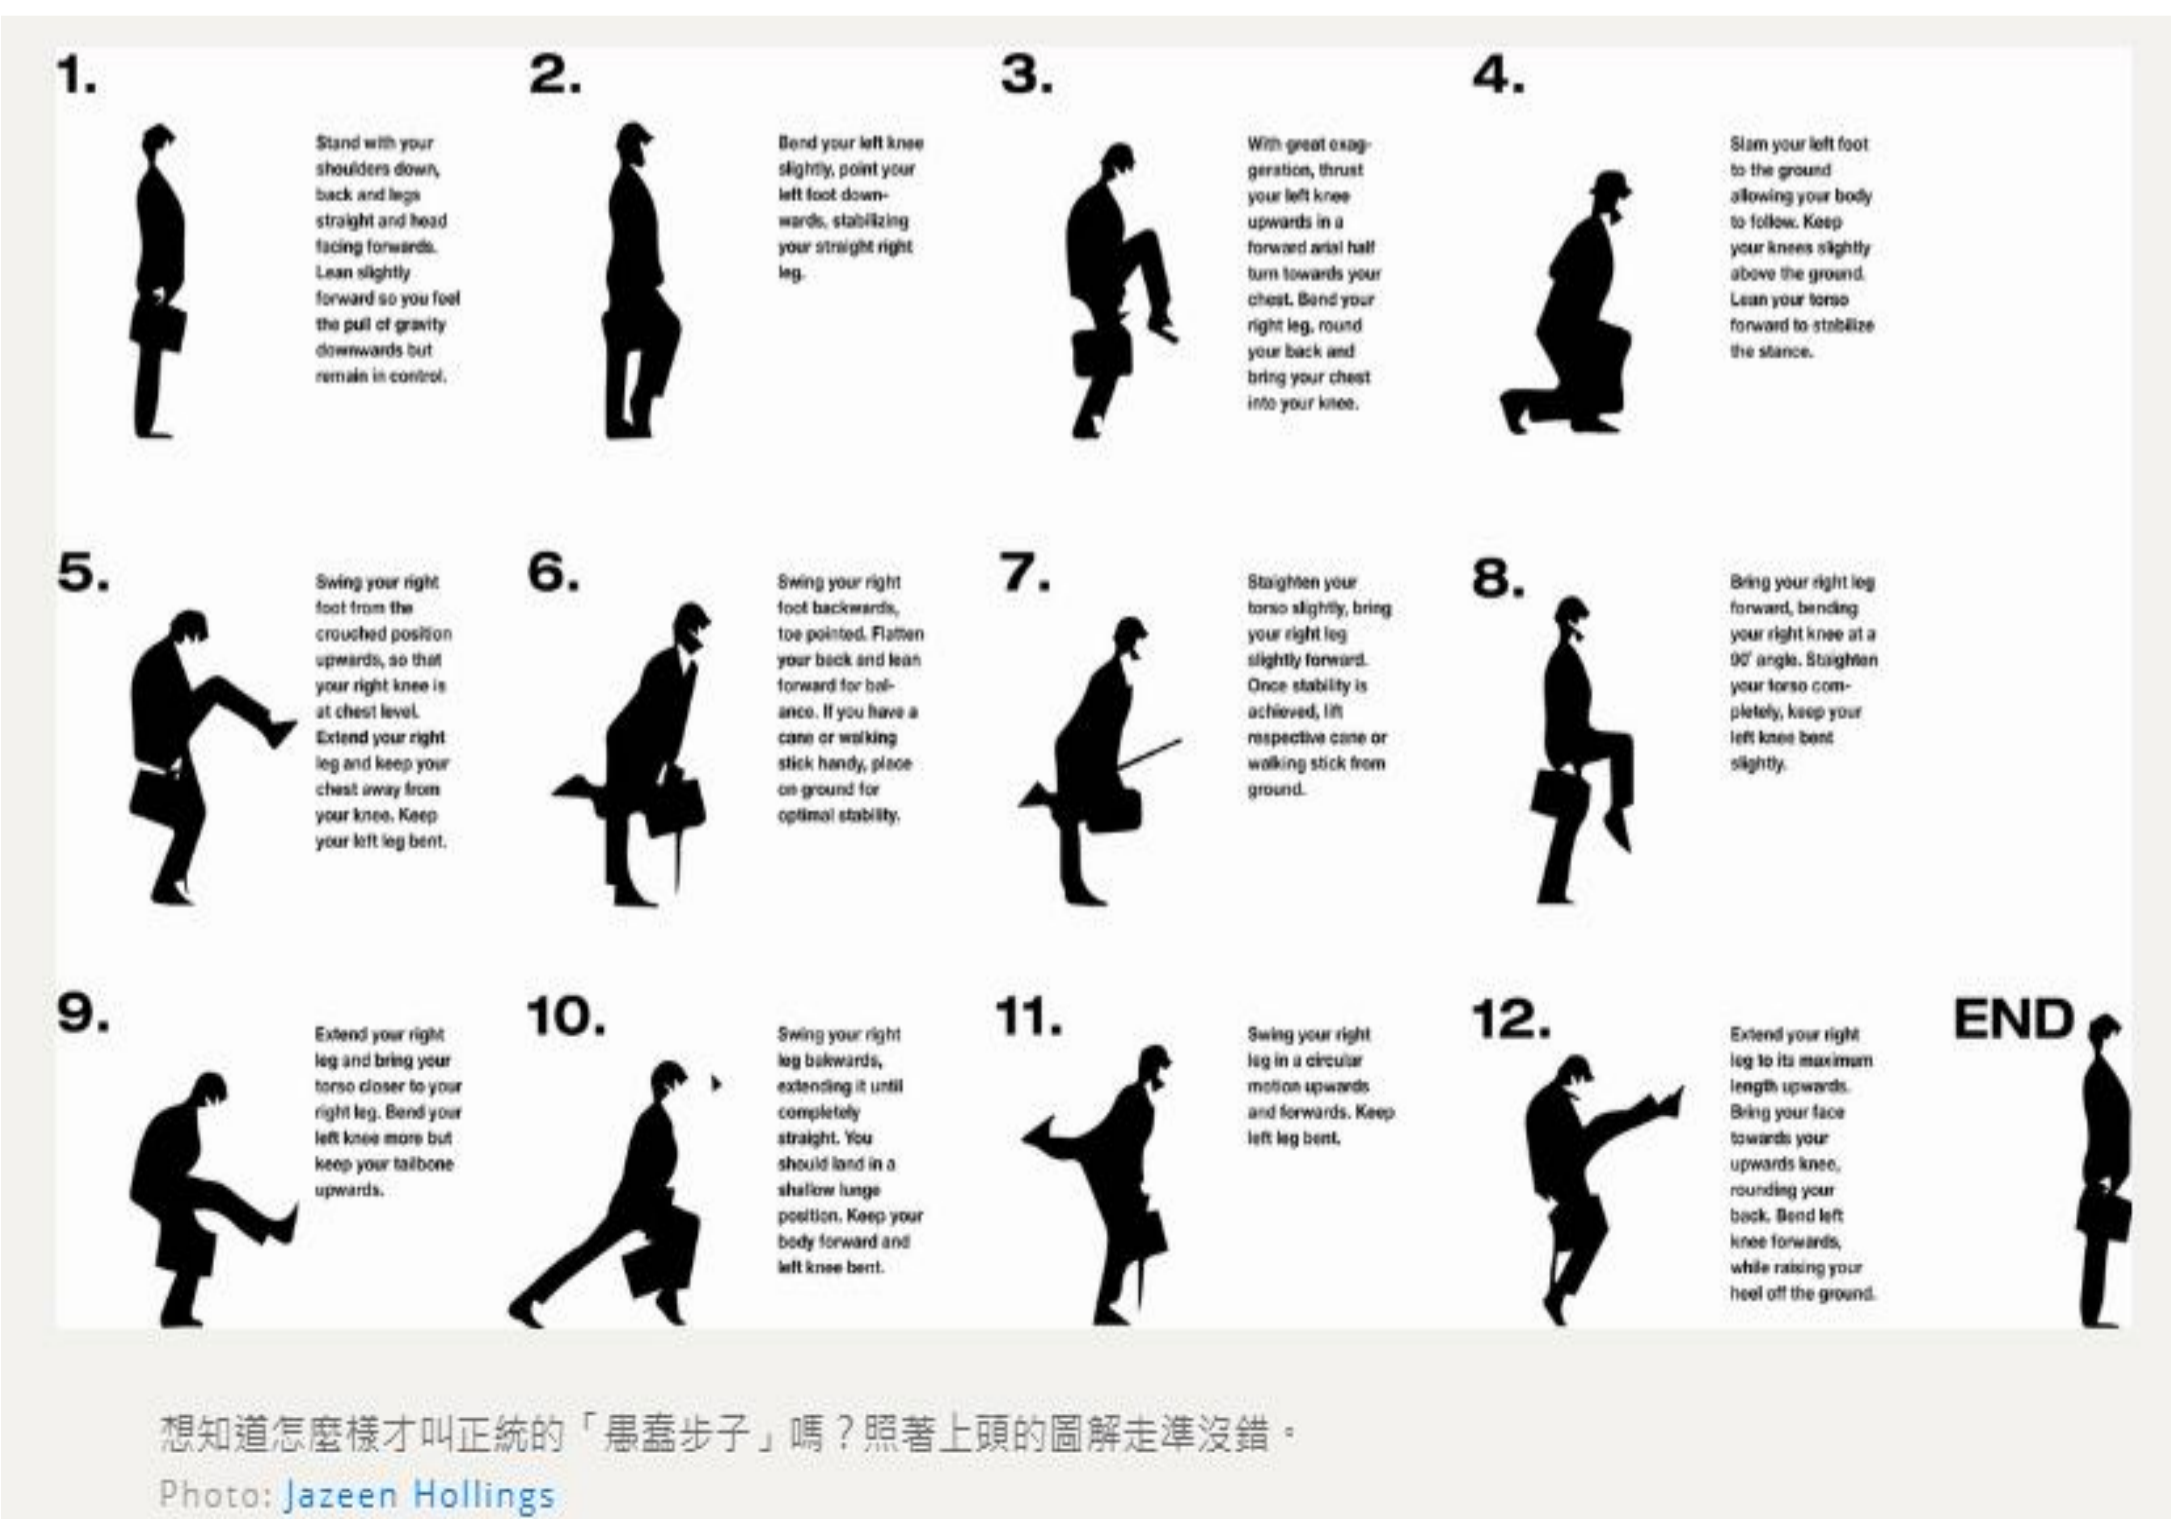 1.
Stand with your
shoulders down,
back and legs
straight and head
facing forwards.
Lean slightly
forward so you feel
the pull of gravity
downwards but
remain in control.
2.
Bend your left knee
slightly, point your
left foot down-
wards, stabilizing
your straight right
leg.
3.
With great exag-
geration, thrust
your left knee
upwards in a
forward arial half
turn towards your
chest. Bend your
right leg, round
your back and
bring your chest
into your knee.
4.
Slam your left foot
to the ground
allowing your body
to follow. Keep
your knees slightly
above the ground.
Lean your torso
forward to stabilize
the stance.
5.
Swing your right
foot from the
crouched position
upwards, so that
your right knee is
at chest level.
Extend your right
leg and keep your
chest away from
your knee. Keep
your left leg bent.
6.
Swing your right
foot backwards,
toe pointed. Flatten
your back and lean
forward for bal-
ance. If you have a
cane or walking
stick handy, place
on ground for
optimal stability.
7.
Staighten your
torso slightly, bring
your right leg
slightly forward.
Once stability is
achieved, lift
respective cane or
walking stick from
ground.
8.
Bring your right leg
forward, bending
your right knee at a
90° angle. Staighten
your torso com-
pletely, keep your
left knee bent
slightly.
9.
Extend your right
leg and bring your
torso closer to your
right leg. Bend your
left knee more but
keep your tailbone
upwards.
10.
Swing your right
leg bakwards,
extending it until
completely
straight. You
should land in a
shallow lunge
position. Keep your
body forward and
left knee bent.
11.
Swing your right
leg in a circular
motion upwards
and forwards. Keep
left leg bent.
12.
Extend your right
leg to its maximum
length upwards.
Bring your face
towards your
upwards knee,
rounding your
back. Bend left
knee forwards,
while raising your
heel off the ground.
END
想知道怎麼樣才叫正統的「愚蠢步子」嗎？照著上頭的圖解走準沒錯。
Photo: Jazeen Hollings